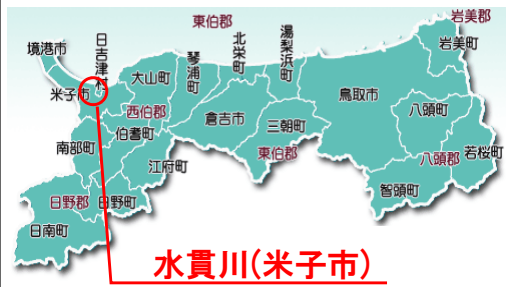 岩美郡
東伯郡
境港市
日吉津村
大山町
琴浦町
北栄町
湯梨浜町
岩美町
米子市
鳥取市
西伯郡
倉吉市
八頭町
伯耆町
三朝町
南部町
江府町
東伯郡
八頭郡
若桜町
日野郡
日野町
智頭町
日南町
水貫川(米子市)